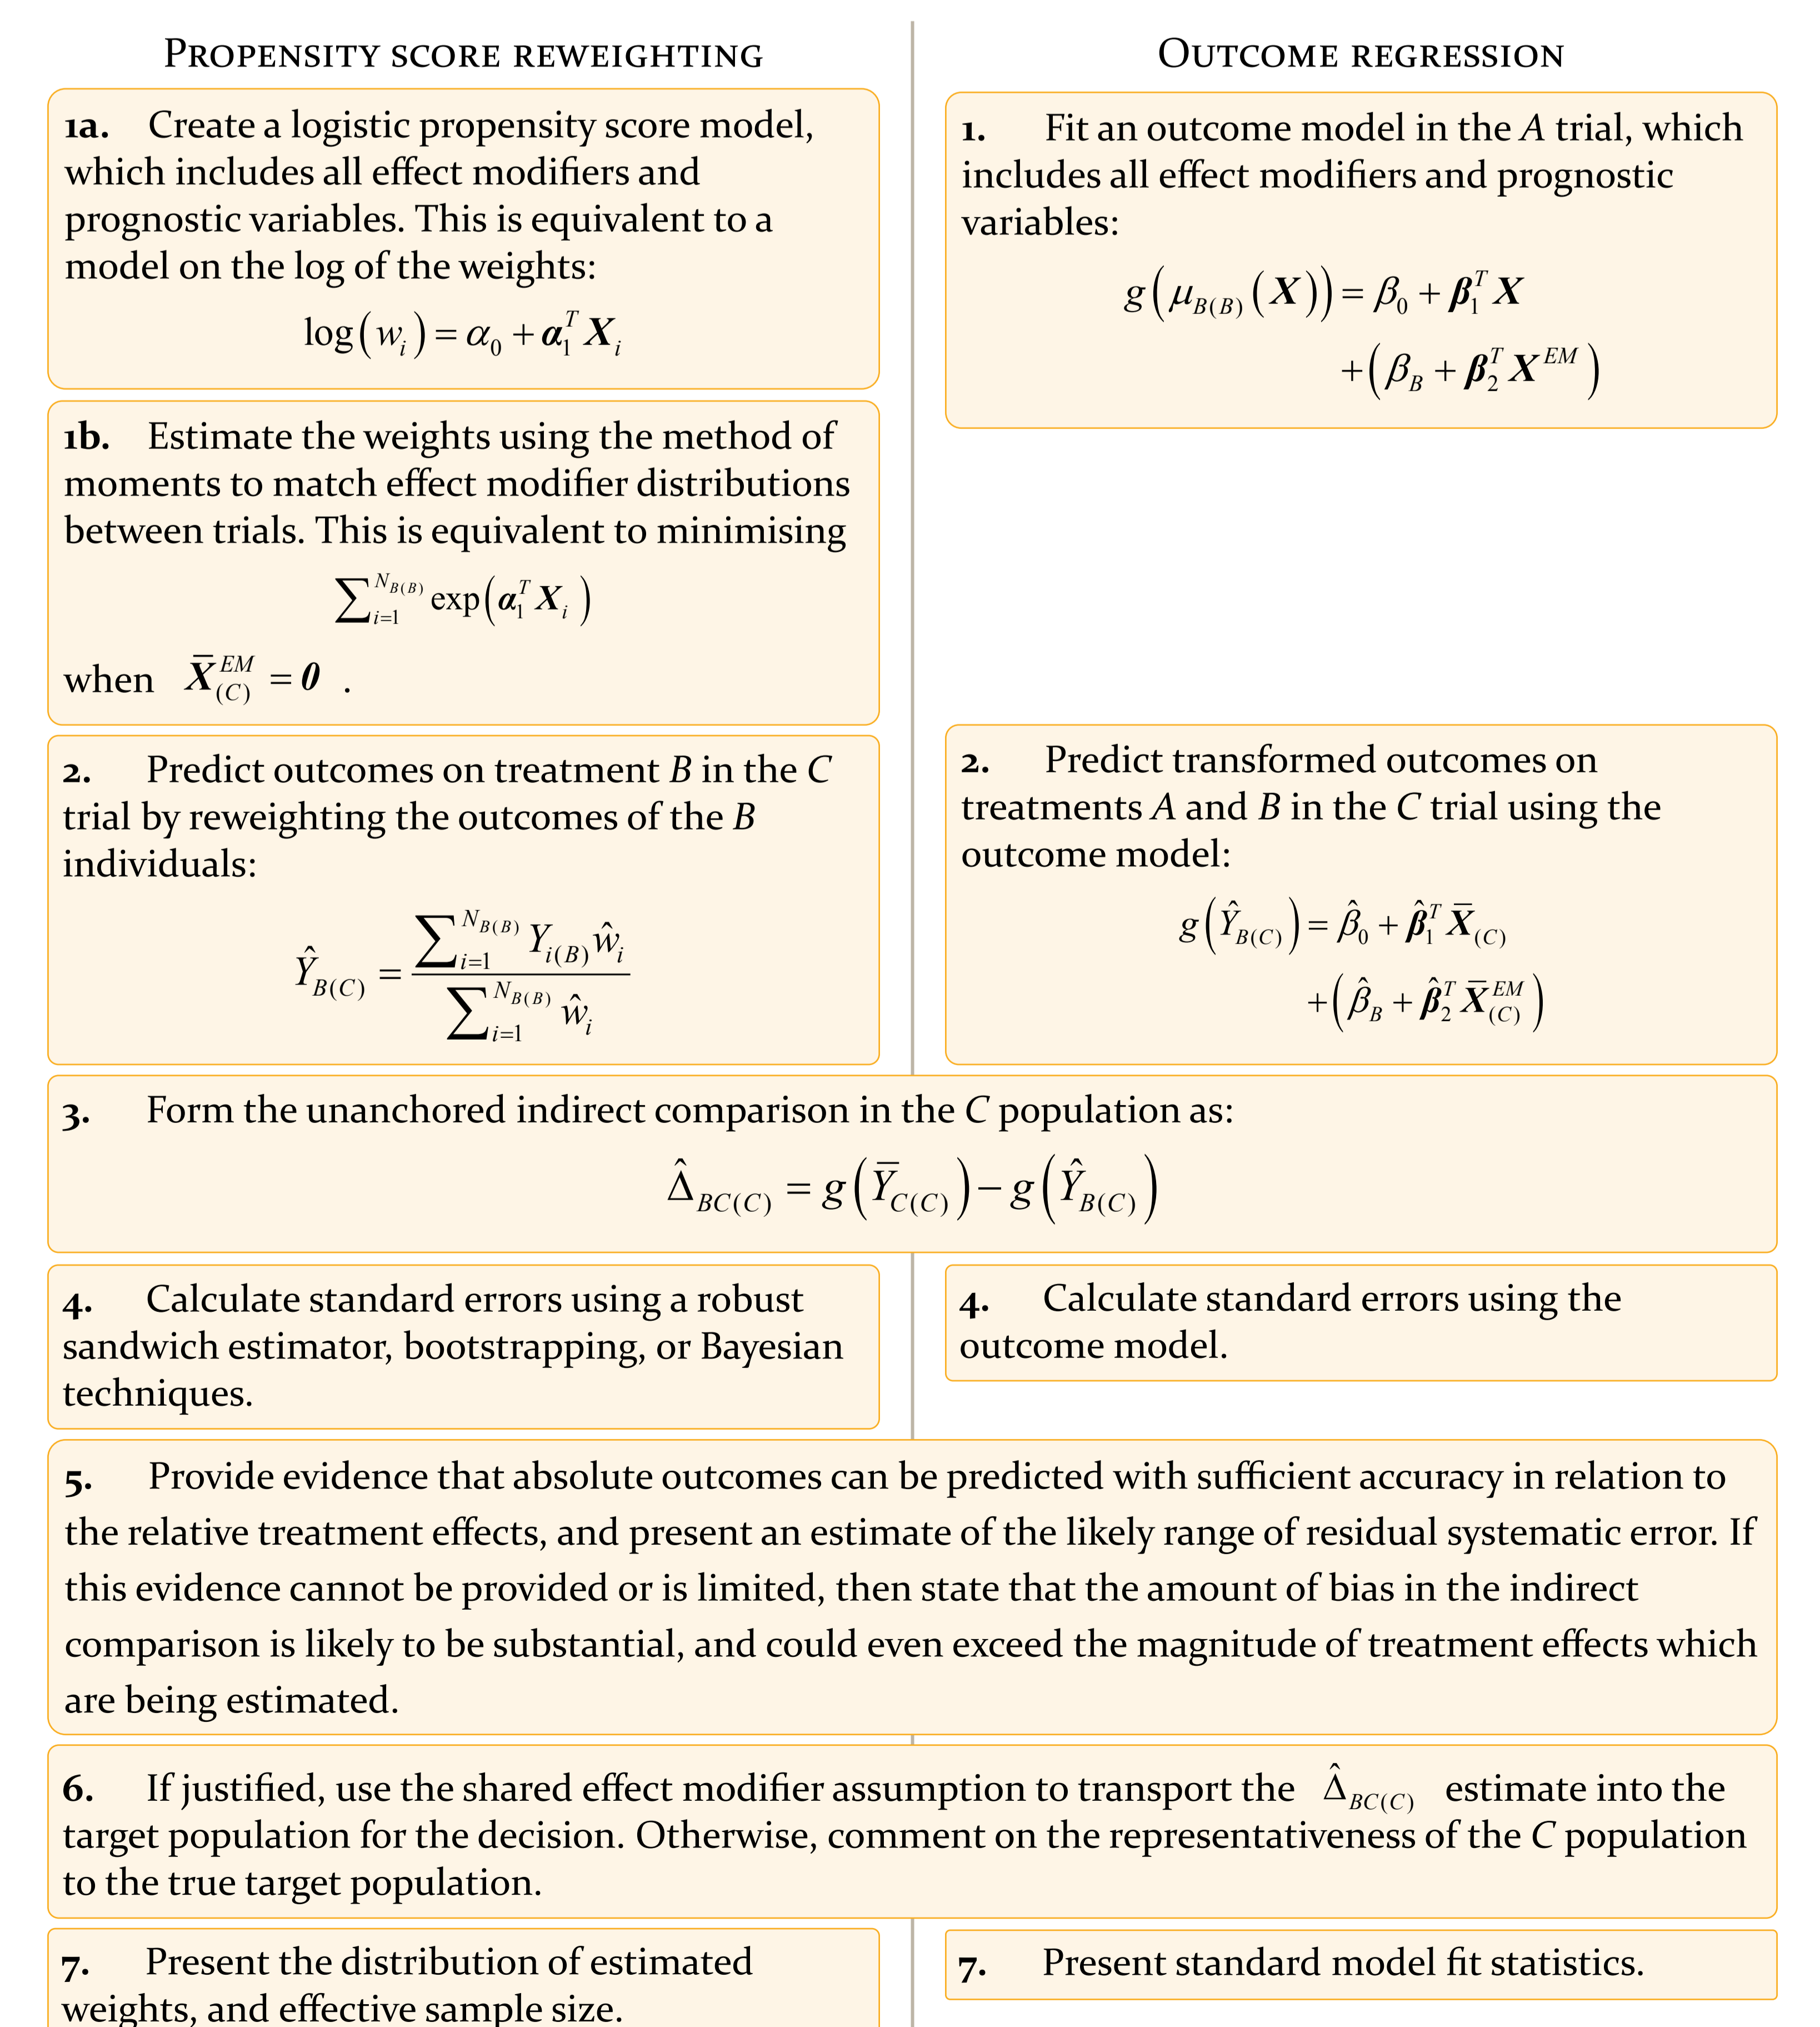 PROPENSITY SCORE REWEIGHTING
1a. Create a logistic propensity score model,
which includes all effect modifiers and
prognostic variables. This is equivalent to a
model on the log of the weights:
log(w_i) = α_0 + α_1^T X_i
1b. Estimate the weights using the method of
moments to match effect modifier distributions
between trials. This is equivalent to minimising
∑_{i=1}^{N_{B(B)}} exp(α_1^T X_i)
when X̄_{(C)}^{EM} = 0 .
2. Predict outcomes on treatment B in the C
trial by reweighting the outcomes of the B
individuals:
Ŷ_{B(C)} = ∑_{i=1}^{N_{B(B)}} Y_{i(B)} ŵ_i / ∑_{i=1}^{N_{B(B)}} ŵ_i
OUTCOME REGRESSION
1. Fit an outcome model in the A trial, which
includes all effect modifiers and prognostic
variables:
g(μ_{B(B)}(X)) = β_0 + β_1^T X
+(β_B + β_2^T X^{EM})
2. Predict transformed outcomes on
treatments A and B in the C trial using the
outcome model:
g(Ŷ_{B(C)}) = β̂_0 + β̂_1^T X̄_{(C)}
+(β̂_B + β̂_2^T X̄_{(C)}^{EM})
3. Form the unanchored indirect comparison in the C population as:
Δ̂_{BC(C)} = g(Ȳ_{C(C)}) − g(Ŷ_{B(C)})
4. Calculate standard errors using a robust
sandwich estimator, bootstrapping, or Bayesian
techniques.
4. Calculate standard errors using the
outcome model.
5. Provide evidence that absolute outcomes can be predicted with sufficient accuracy in relation to
the relative treatment effects, and present an estimate of the likely range of residual systematic error. If
this evidence cannot be provided or is limited, then state that the amount of bias in the indirect
comparison is likely to be substantial, and could even exceed the magnitude of treatment effects which
are being estimated.
6. If justified, use the shared effect modifier assumption to transport the Δ̂_{BC(C)} estimate into the
target population for the decision. Otherwise, comment on the representativeness of the C population
to the true target population.
7. Present the distribution of estimated
weights, and effective sample size.
7. Present standard model fit statistics.